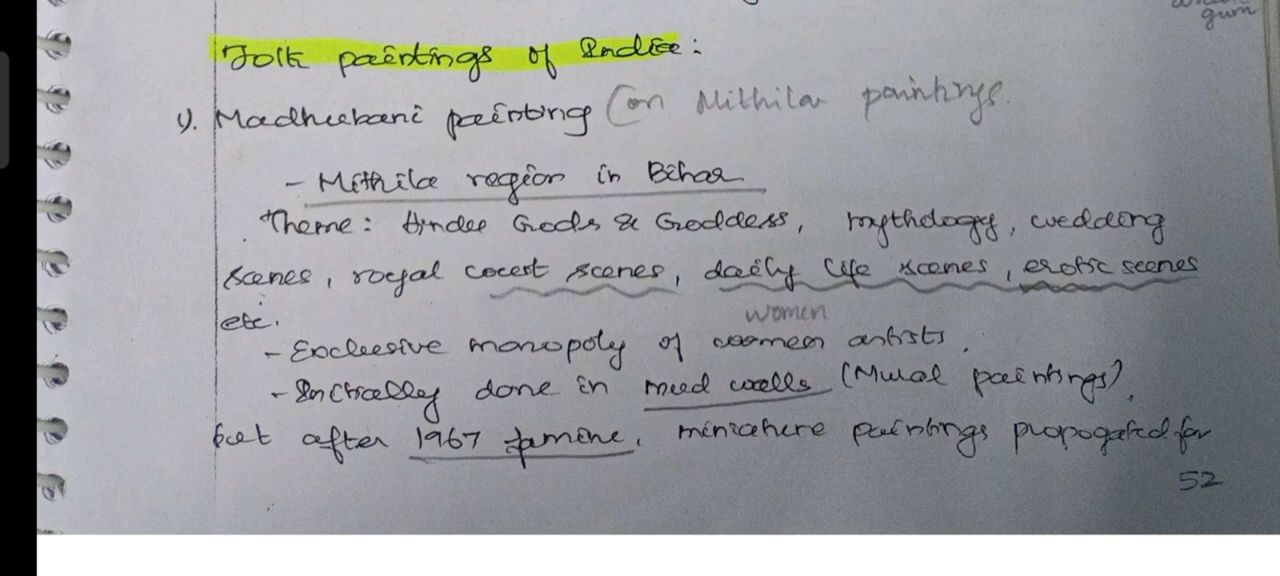 gum
Folk paintings of India:
1). Madhubani painting (or Mithila paintings.
- Mithila region in Bihar
Theme: Hindu Gods & Goddess, mythology, wedding
scenes, royal court scenes, daily life scenes, erotic scenes
etc.
women
- Exclusive monopoly of women artists.
- Initially done in mud walls (Mural paintings),
but after 1967 famine, miniature paintings propogated for
52